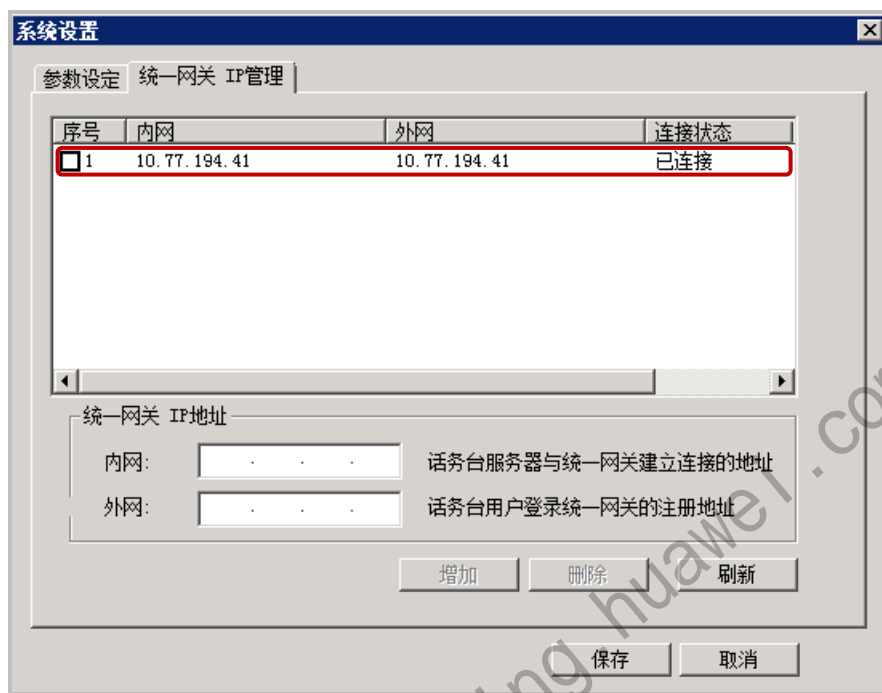 系统设置
参数设定 统一网关 IP管理
序号 内网 外网 连接状态
1 10.77.194.41 10.77.194.41 已连接
统一网关 IP地址
内网: . . . 话务台服务器与统一网关建立连接的地址
外网: . . . 话务台用户登录统一网关的注册地址
增加 删除 刷新
保存 取消
ing.huawei.com